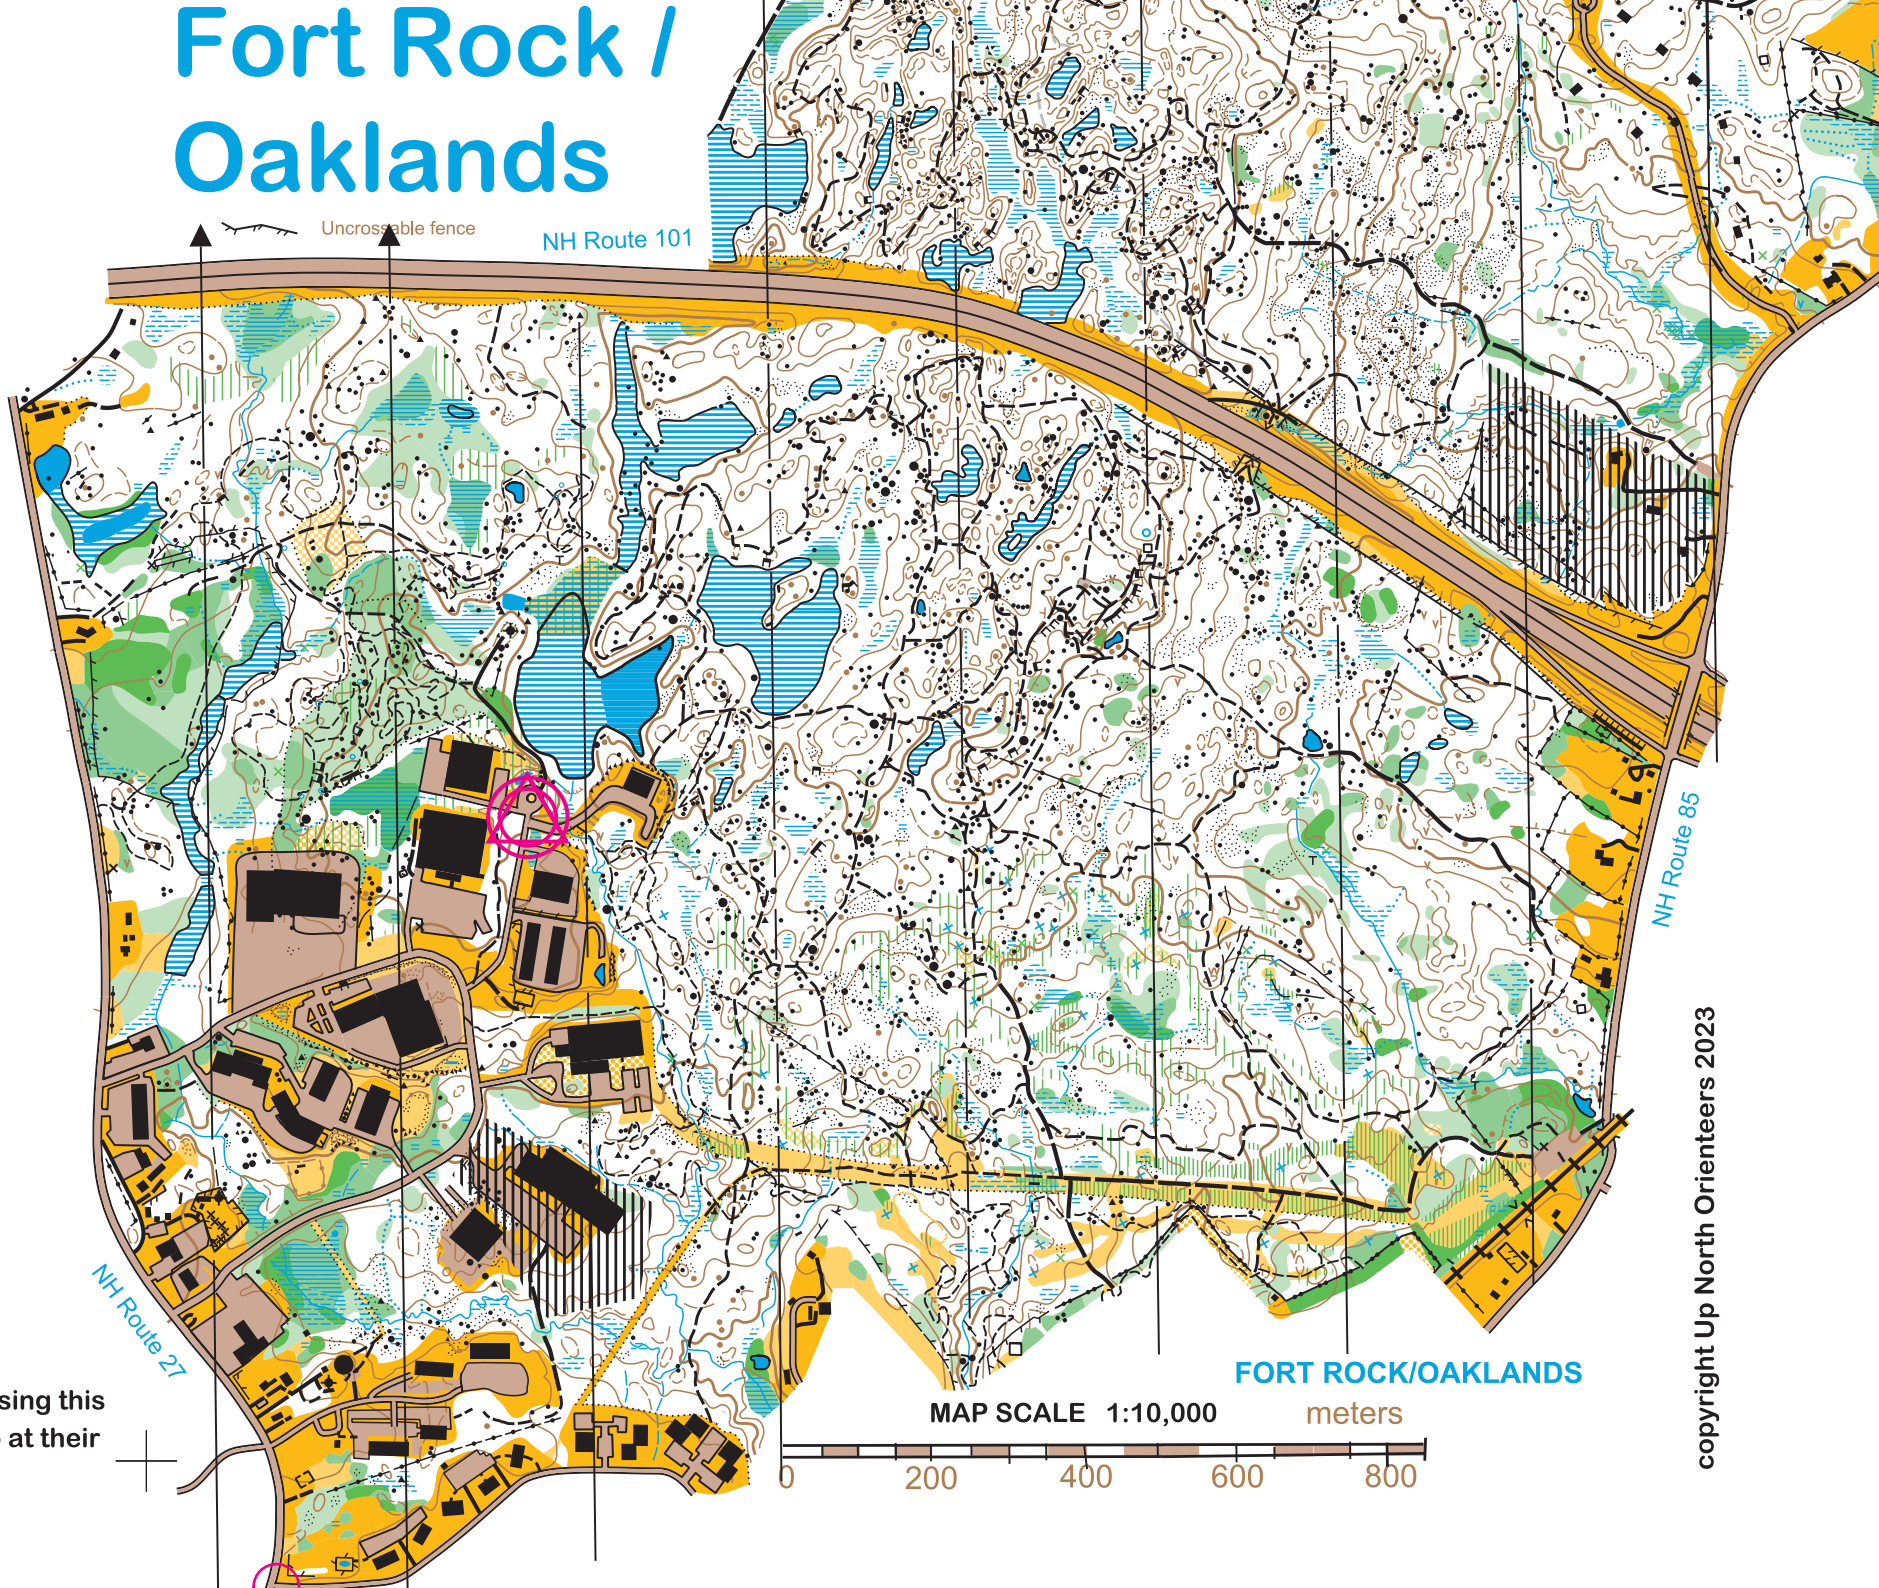 Fort Rock /
Oaklands
Uncrossable fence
NH Route 101
NH Route 85
NH Route 27
sing this
at their
FORT ROCK/OAKLANDS
MAP SCALE 1:10,000
meters
0 200 400 600 800
copyright Up North Orienteers 2023